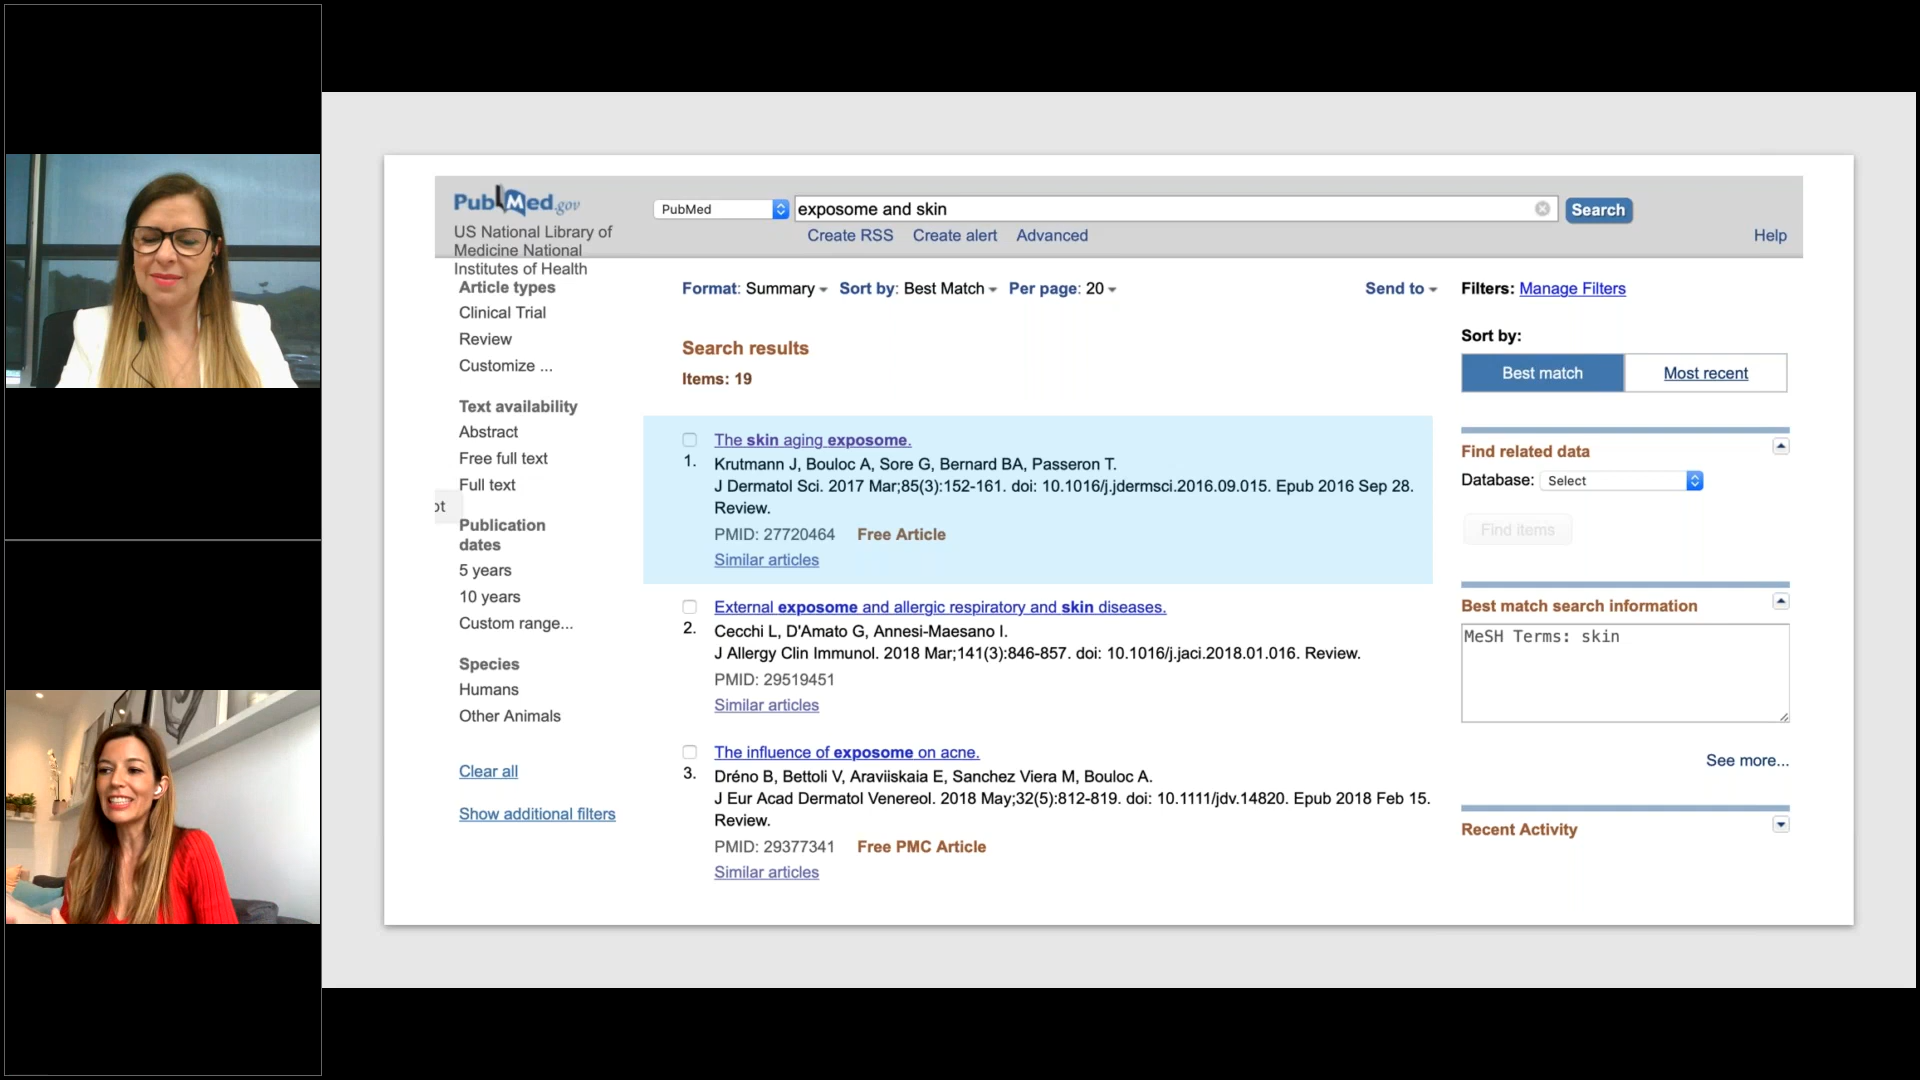 PubMed.gov
US National Library of
Medicine National
Institutes of Health
PubMed
exposome and skin
Search
Create RSS
Create alert
Advanced
Help
Article types
Clinical Trial
Review
Customize ...
Text availability
Abstract
Free full text
Full text
ot
Publication
dates
5 years
10 years
Custom range...
Species
Humans
Other Animals
Clear all
Show additional filters
Format: Summary Sort by: Best Match Per page: 20
Send to
Search results
Items: 19
The skin aging exposome.
1. Krutmann J, Bouloc A, Sore G, Bernard BA, Passeron T.
J Dermatol Sci. 2017 Mar;85(3):152-161. doi: 10.1016/j.jdermsci.2016.09.015. Epub 2016 Sep 28.
Review.
PMID: 27720464 Free Article
Similar articles
External exposome and allergic respiratory and skin diseases.
2. Cecchi L, D'Amato G, Annesi-Maesano I.
J Allergy Clin Immunol. 2018 Mar;141(3):846-857. doi: 10.1016/j.jaci.2018.01.016. Review.
PMID: 29519451
Similar articles
The influence of exposome on acne.
3. Dréno B, Bettoli V, Araviiskaia E, Sanchez Viera M, Bouloc A.
J Eur Acad Dermatol Venereol. 2018 May;32(5):812-819. doi: 10.1111/jdv.14820. Epub 2018 Feb 15.
Review.
PMID: 29377341 Free PMC Article
Similar articles
Filters: Manage Filters
Sort by:
Best match
Most recent
Find related data
Database: Select
Find items
Best match search information
MeSH Terms: skin
See more...
Recent Activity